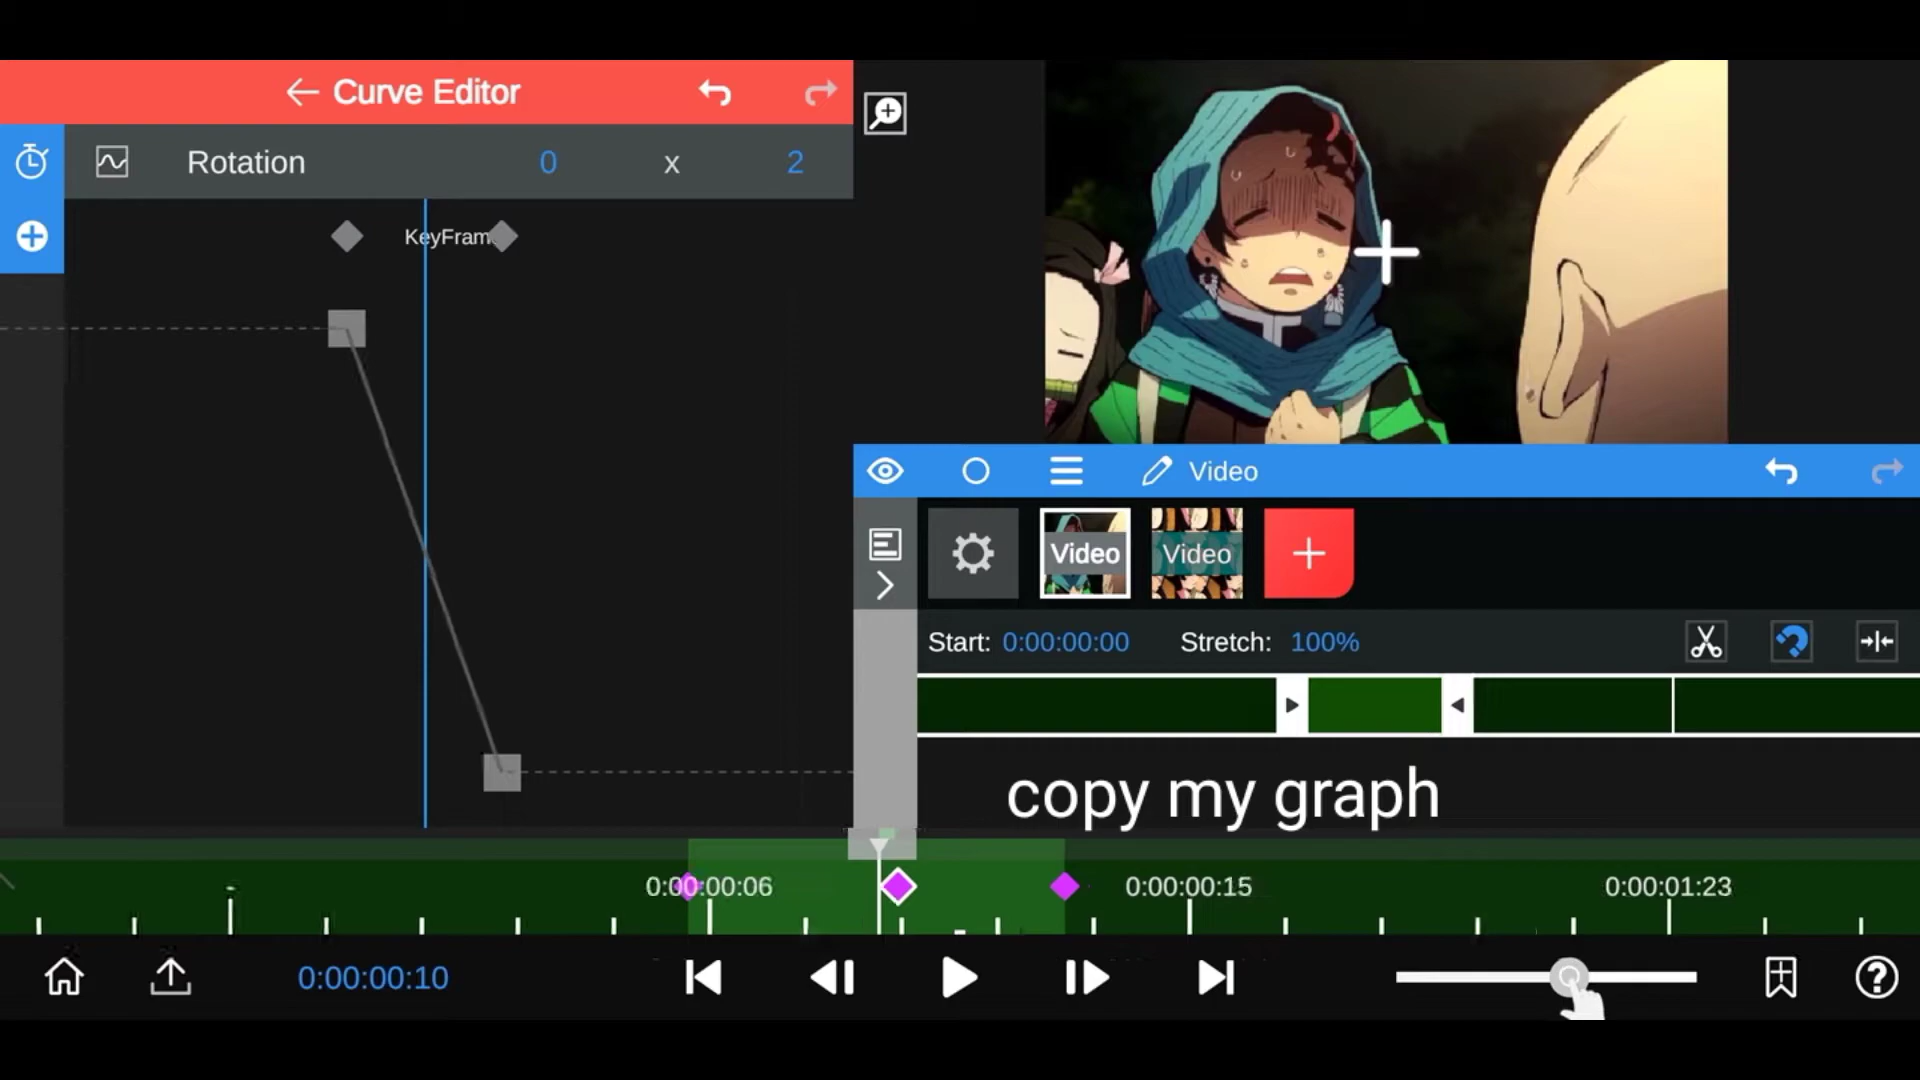 Curve Editor
Rotation 0 x 2
KeyFram
Video
Video Video
Start: 0:00:00:00 Stretch: 100%
copy my graph
0:00:00:06 0:00:00:15 0:00:01:23
0:00:00:10